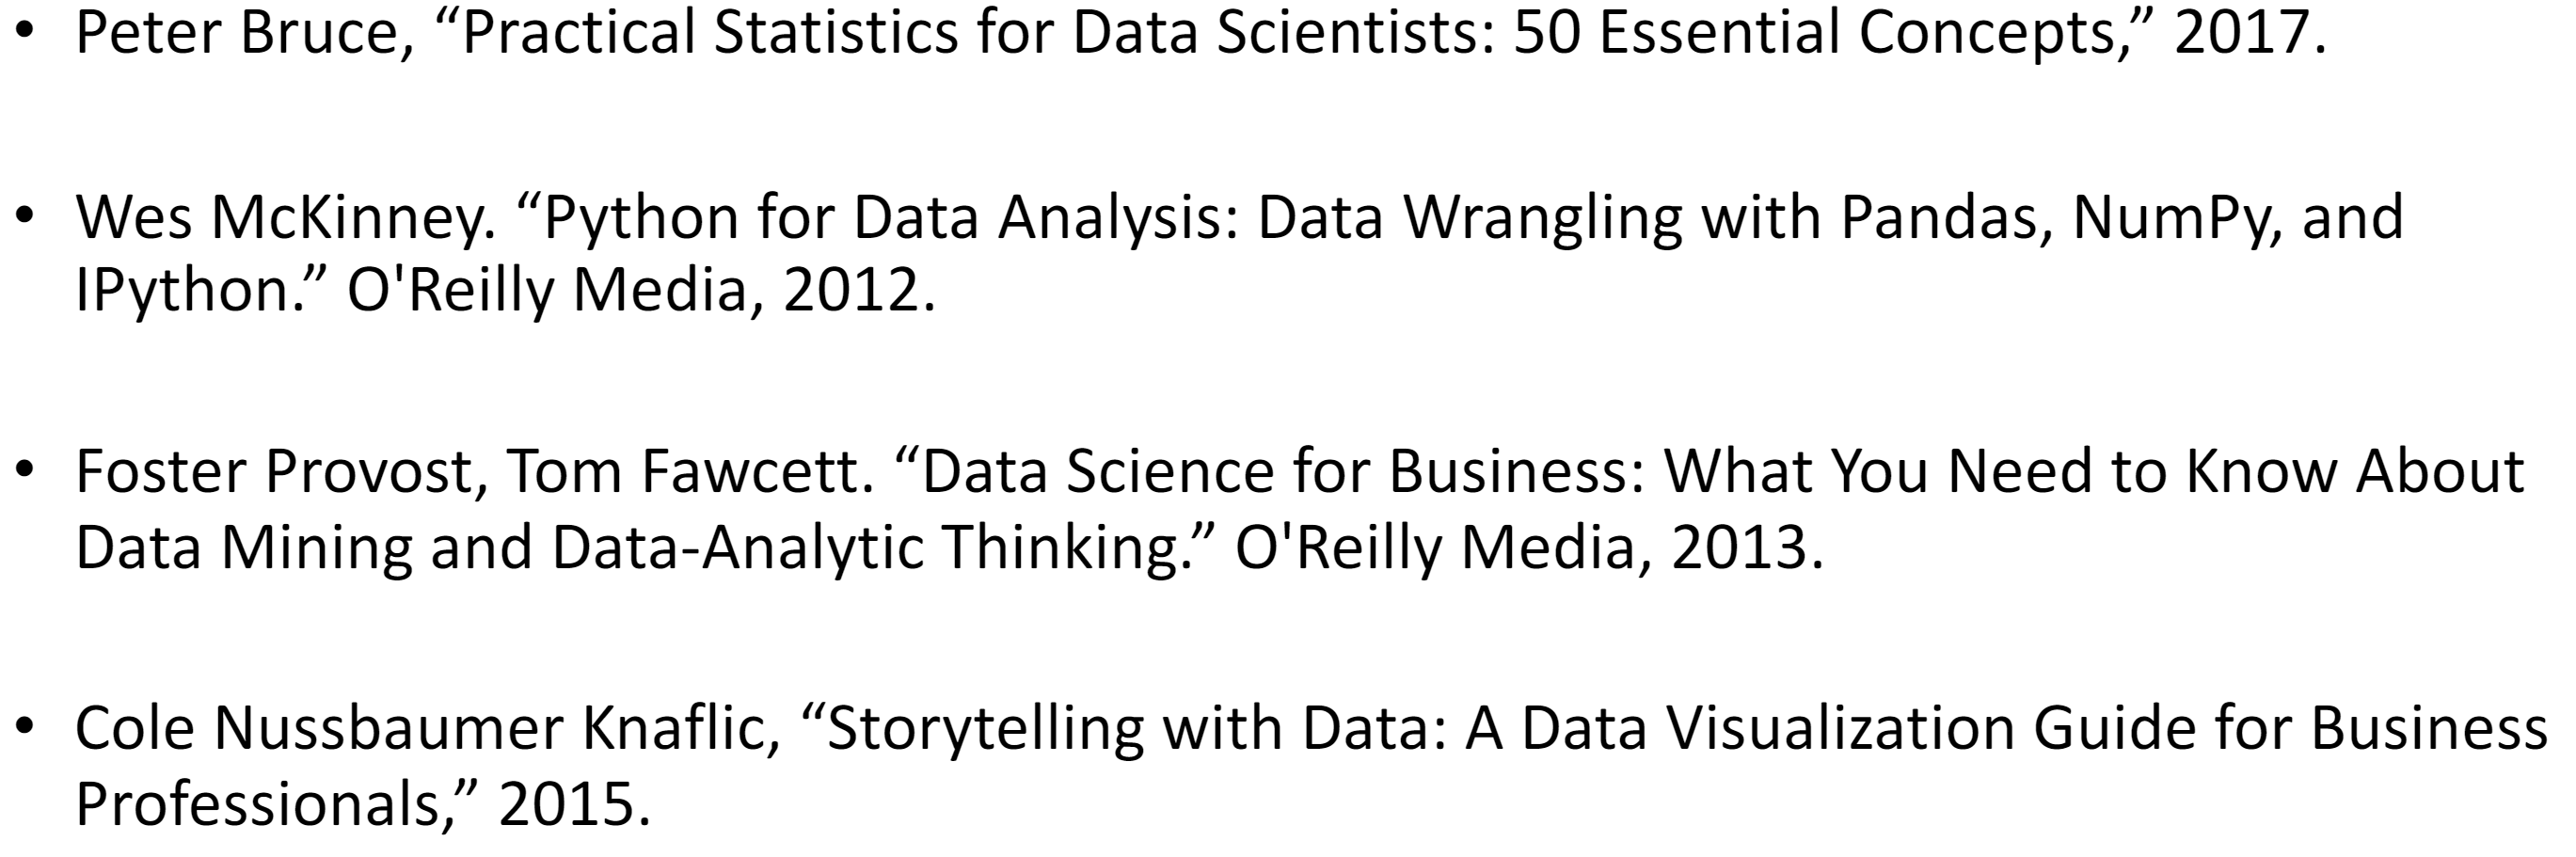 • Peter Bruce, “Practical Statistics for Data Scientists: 50 Essential Concepts,” 2017.
• Wes McKinney. “Python for Data Analysis: Data Wrangling with Pandas, NumPy, and
IPython.” O'Reilly Media, 2012.
• Foster Provost, Tom Fawcett. “Data Science for Business: What You Need to Know About
Data Mining and Data-Analytic Thinking.” O'Reilly Media, 2013.
• Cole Nussbaumer Knaflic, “Storytelling with Data: A Data Visualization Guide for Business
Professionals,” 2015.